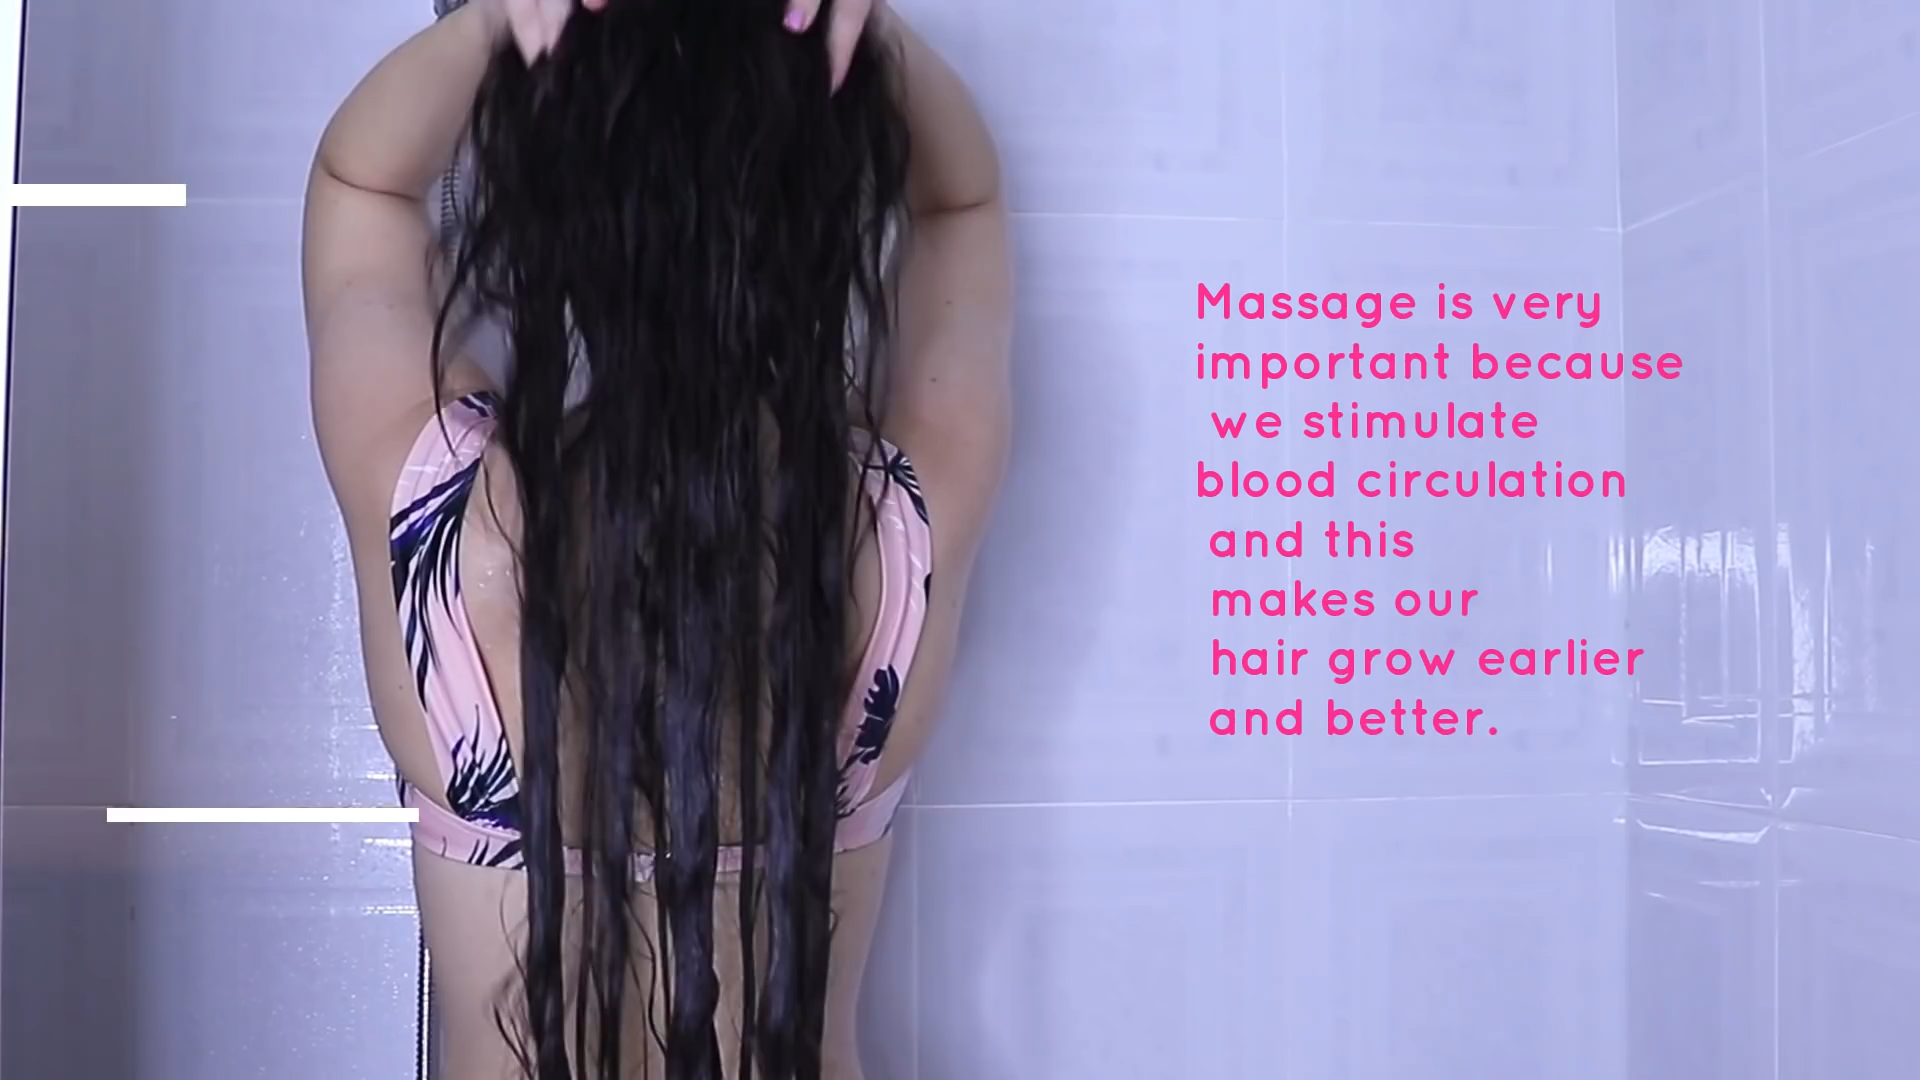 Massage is very
important because
we stimulate
blood circulation
and this
makes our
hair grow earlier
and better.